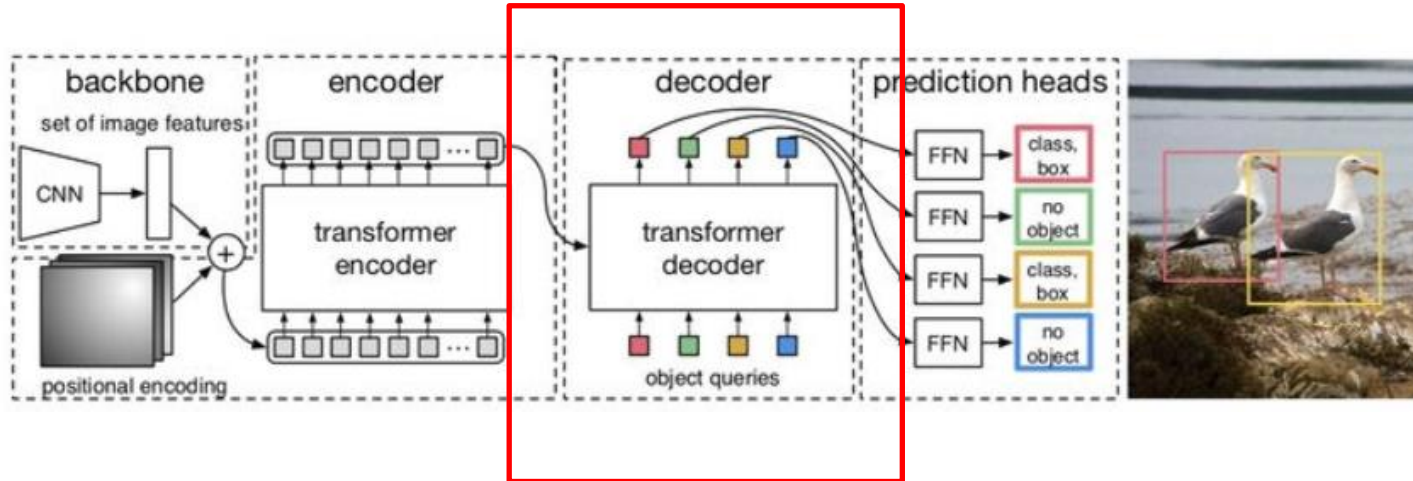 backbone
set of image features
CNN
+
positional encoding
encoder
...
transformer
encoder
...
decoder
transformer
decoder
object queries
prediction heads
FFN
class,
box
FFN
no
object
FFN
class,
box
FFN
no
object